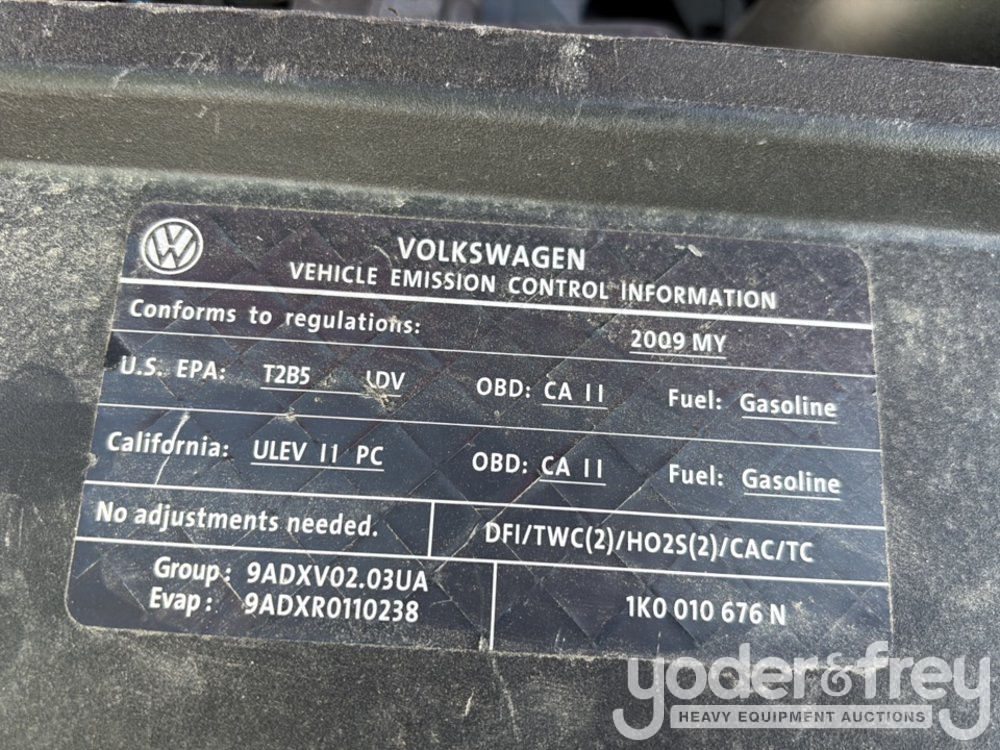 VOLKSWAGEN
VEHICLE EMISSION CONTROL INFORMATION
Conforms to regulations: 2009 MY
U.S. EPA: T2B5 LDV OBD: CA II Fuel: Gasoline
California: ULEV II PC OBD: CA II Fuel: Gasoline
No adjustments needed. DFI/TWC(2)/HO2S(2)/CAC/TC
Group: 9ADXV02.03UA
Evap: 9ADXR0110238
1K0 010 676 N
yoder&frey
HEAVY EQUIPMENT AUCTIONS